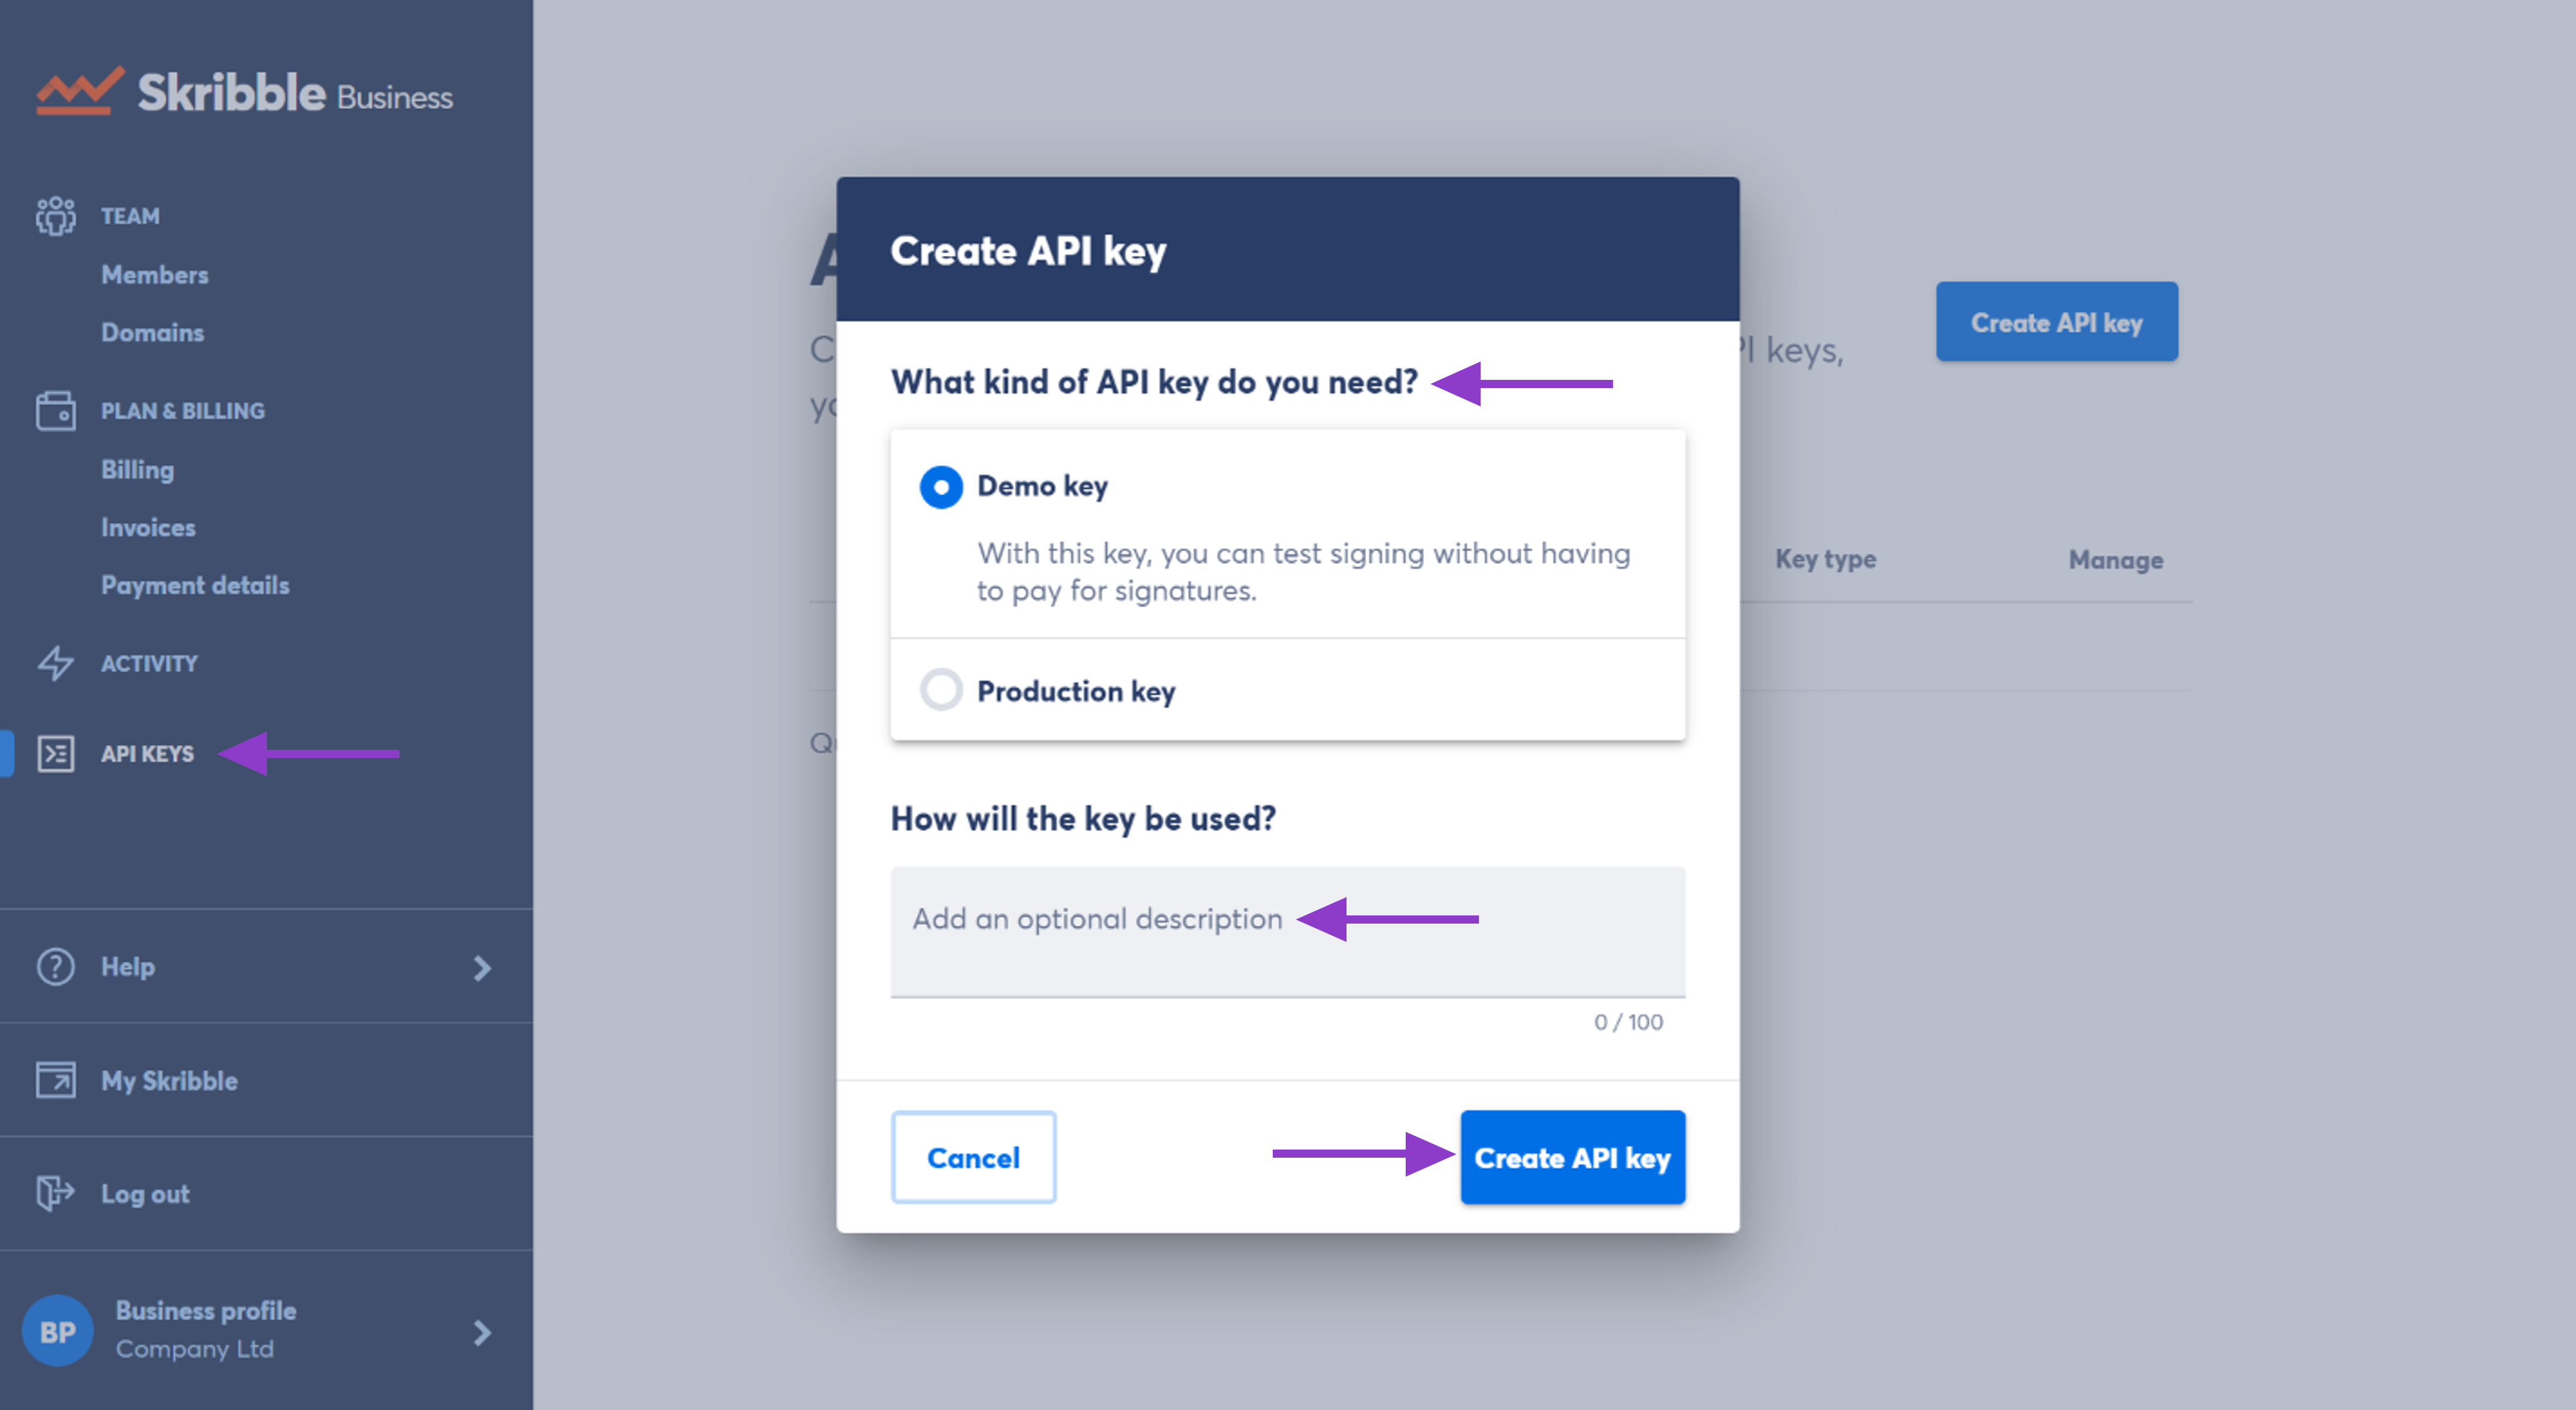 Skribble Business
TEAM
Members
Domains
PLAN & BILLING
Billing
Invoices
Payment details
ACTIVITY
API KEYS
Help
My Skribble
Log out
BP
Business profile
Company Ltd
Create API key
What kind of API key do you need?
Demo key
With this key, you can test signing without having
to pay for signatures.
Production key
How will the key be used?
Add an optional description
0 / 100
Cancel
Create API key
keys,
Create API key
Key type
Manage